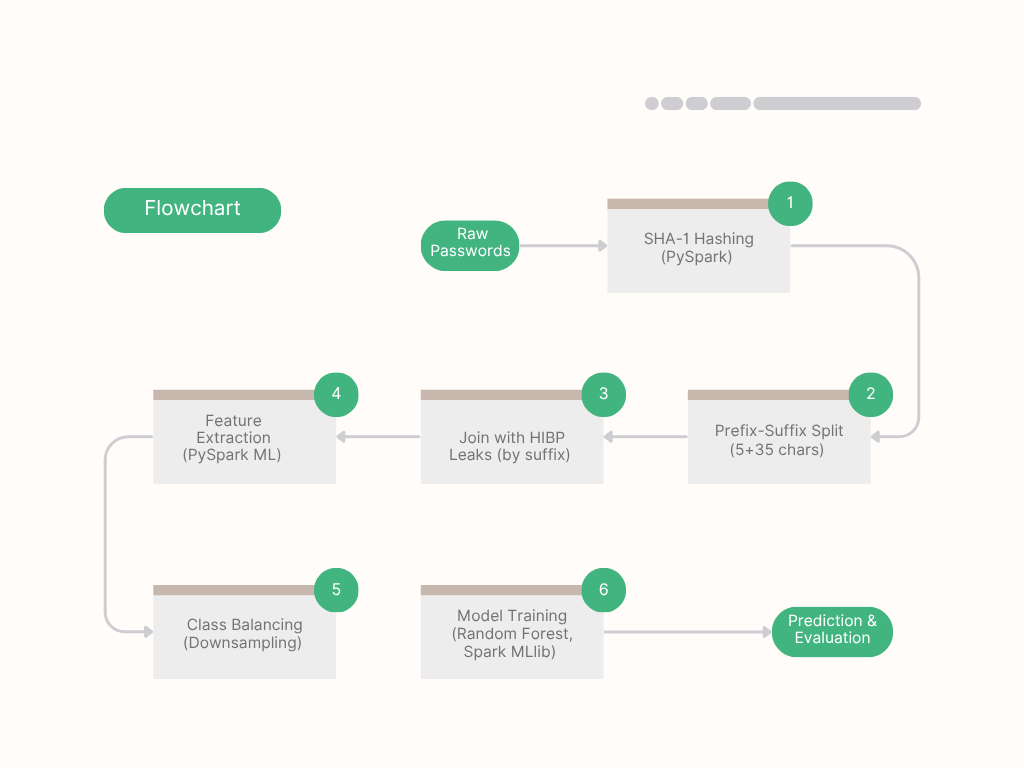 Flowchart
Raw
Passwords
1
SHA-1 Hashing
(PySpark)
2
Prefix-Suffix Split
(5+35 chars)
3
Join with HIBP
Leaks (by suffix)
4
Feature
Extraction
(PySpark ML)
5
Class Balancing
(Downsampling)
6
Model Training
(Random Forest,
Spark MLlib)
Prediction &
Evaluation